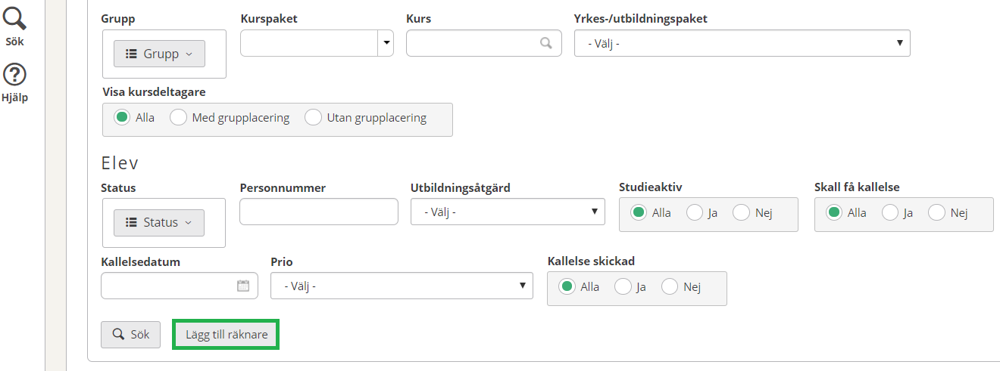 Sök
Hjälp
Grupp Kurspaket Kurs Yrkes-/utbildningspaket
Grupp - Välj -
Visa kursdeltagare
Alla Med grupplacering Utan grupplacering
Elev
Status Personnummer Utbildningsåtgärd Studieaktiv Skall få kallelse
Status - Välj - Alla Ja Nej Alla Ja Nej
Kallelsedatum Prio Kallelse skickad
- Välj - Alla Ja Nej
Sök Lägg till räknare